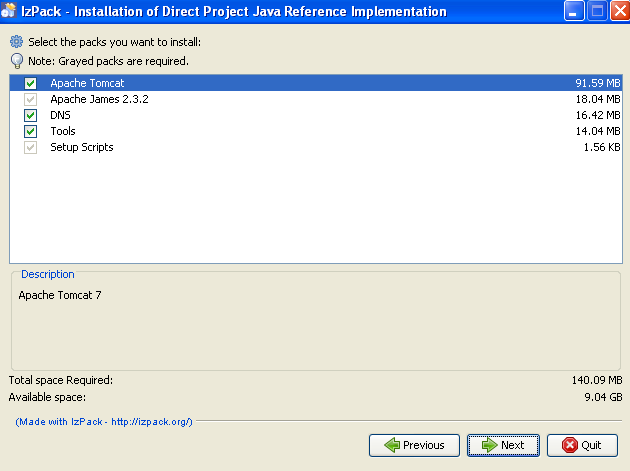 IzPack - Installation of Direct Project Java Reference Implementation
Select the packs you want to install:
Note: Grayed packs are required.
Apache Tomcat 91.59 MB
Apache James 2.3.2 18.04 MB
DNS 16.42 MB
Tools 14.04 MB
Setup Scripts 1.56 KB
Description
Apache Tomcat 7
Total space Required: 140.09 MB
Available space: 9.04 GB
(Made with IzPack - http://izpack.org/)
Previous Next Quit